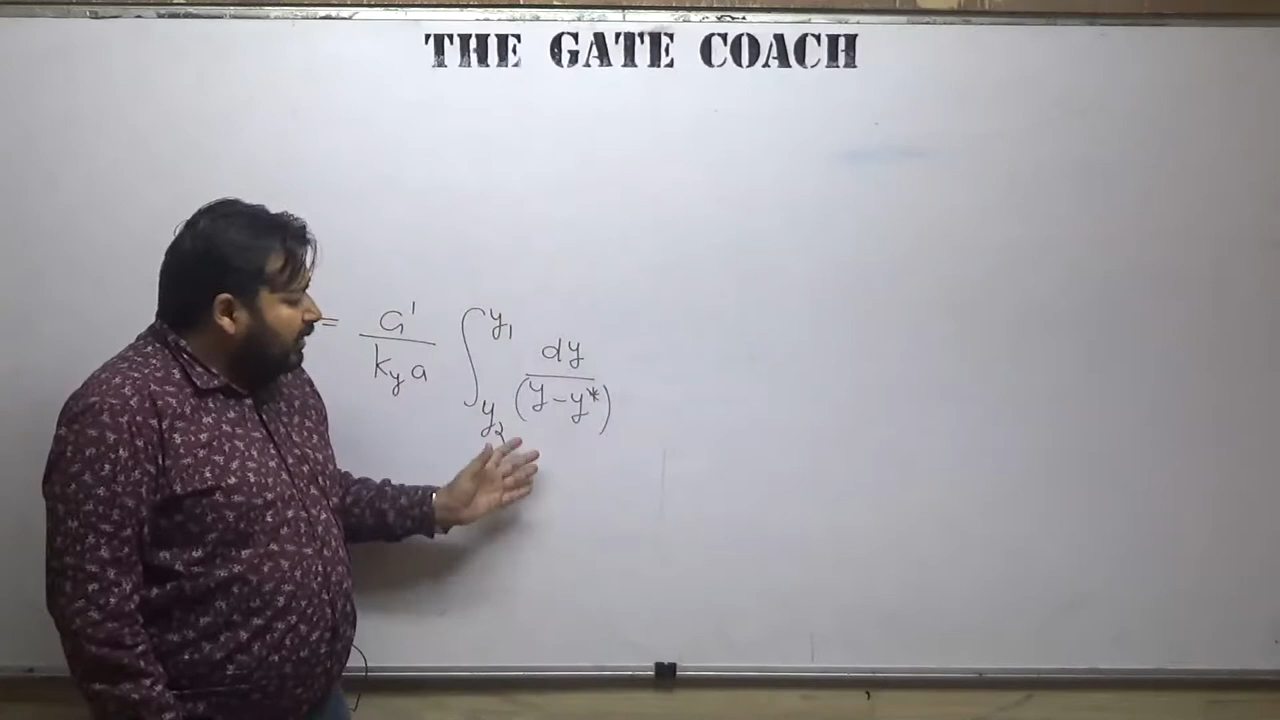 THE GATE COACH
= G' / k_y a ∫_{y_2}^{y_1} dy / (y - y*)